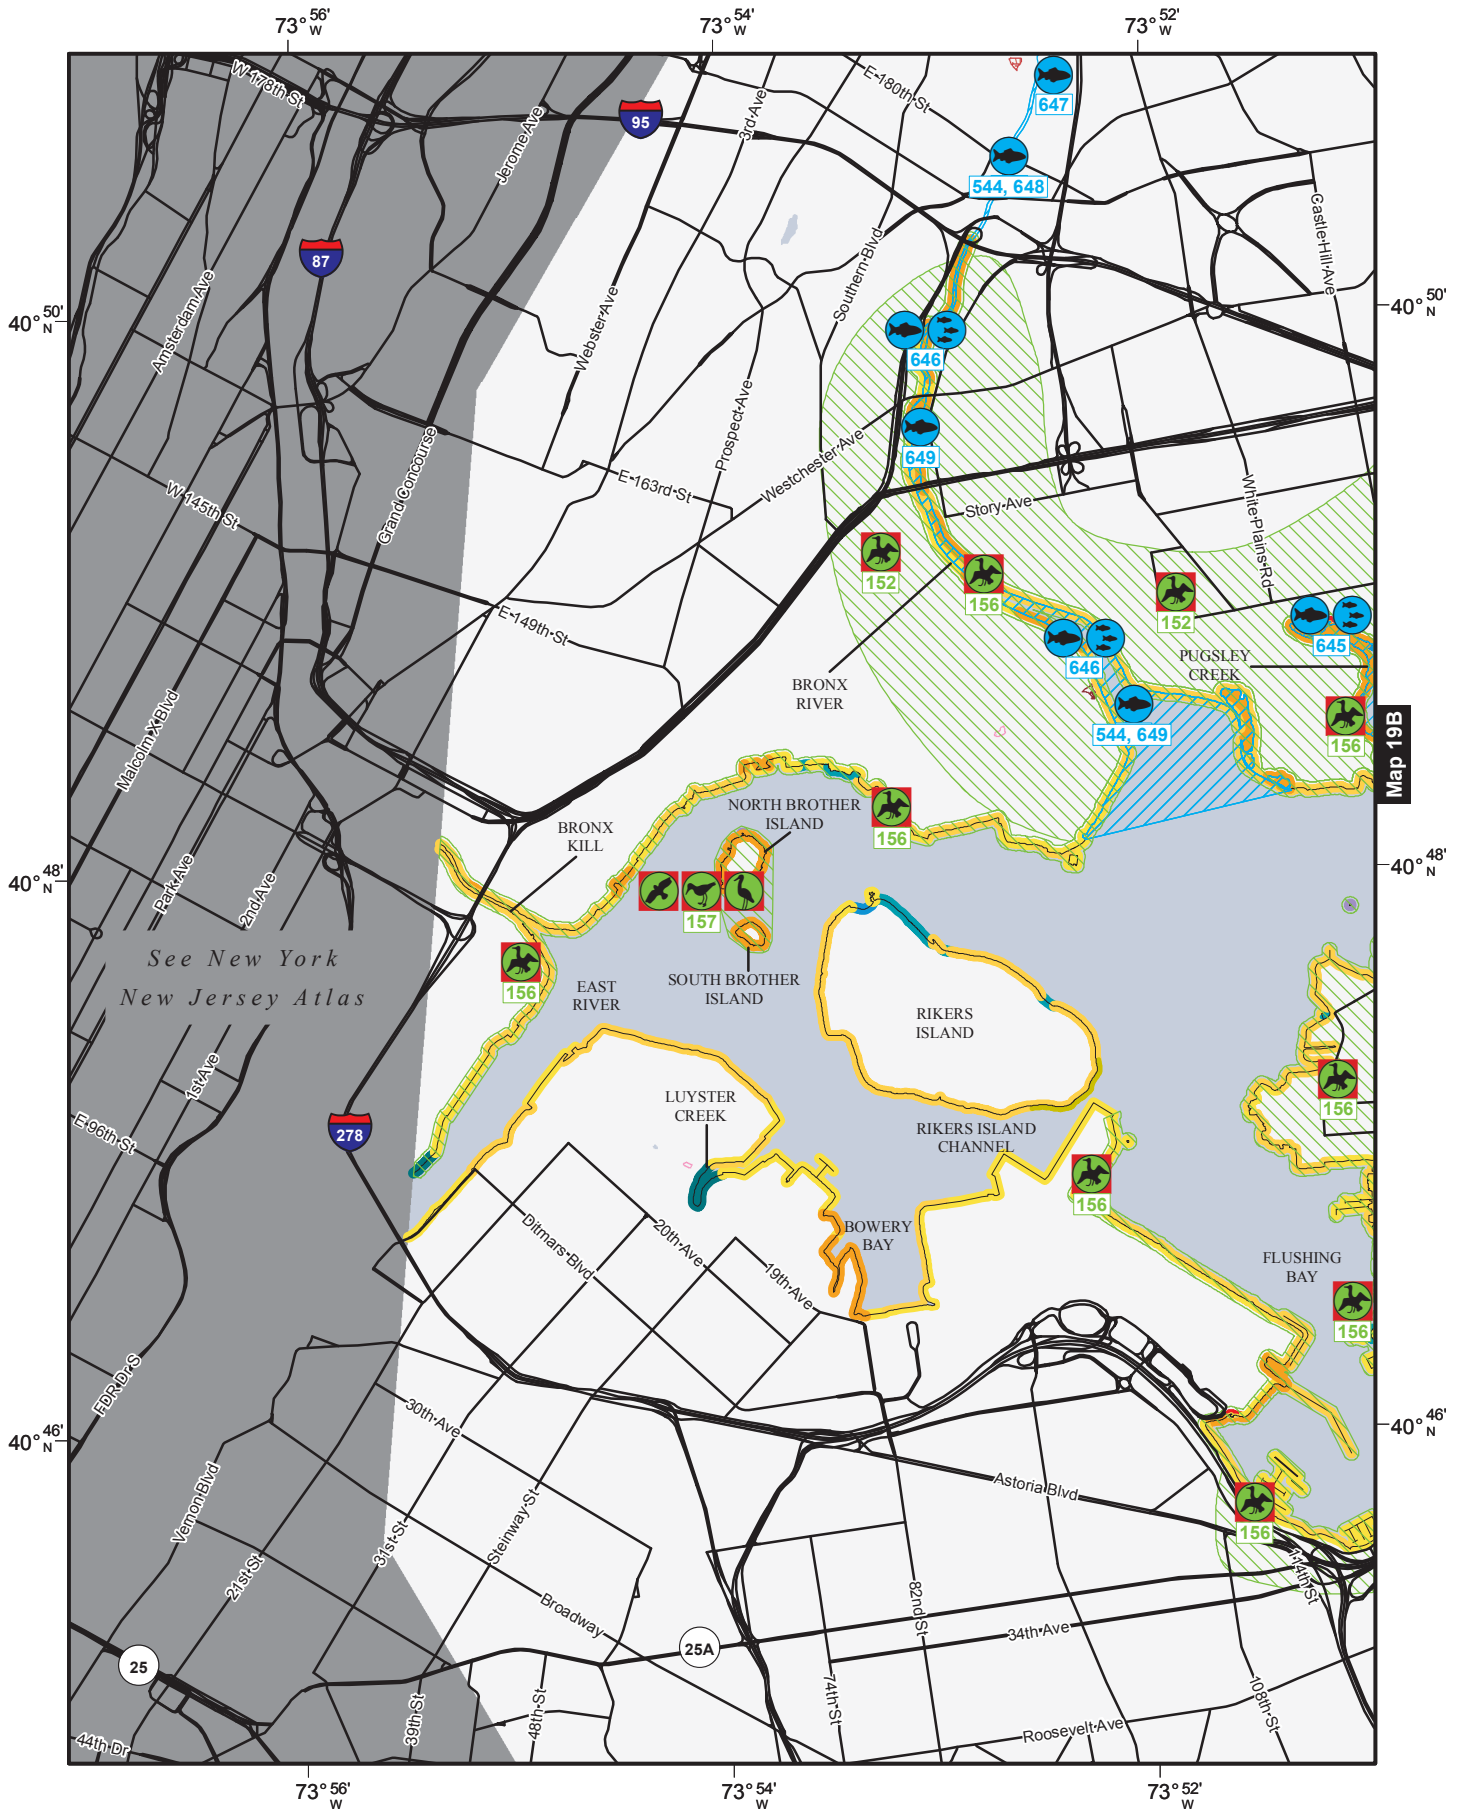 73° 56' W
73° 54' W
73° 52' W
W 178th St
E 180th St
647
95
3rd Ave
Jerome Ave
544, 648
Castle Hill Ave
87
Southern Blvd
Amsterdam Ave
Webster Ave
40° 50' N
40° 50' N
646
Prospect Ave
649
Westchester Ave
Grand Concourse
E 163rd St
W 145th St
Story Ave
White Plains Rd
152
156
152
E 149th St
645
646
PUGSLEY
CREEK
BRONX
RIVER
Malcolm X Blvd
156
544, 649
Map 19B
NORTH BROTHER
ISLAND
BRONX
KILL
156
40° 48' N
40° 48' N
Park Ave
2nd Ave
157
See New York
New Jersey Atlas
156
EAST
RIVER
SOUTH BROTHER
ISLAND
RIKERS
ISLAND
1st Ave
LUYSTER
CREEK
156
E 96th St
278
RIKERS ISLAND
CHANNEL
156
Ditmars Blvd
20th Ave
19th Ave
BOWERY
BAY
FLUSHING
BAY
156
FDR Dr S
30th Ave
40° 46' N
40° 46' N
Vernon Blvd
Astoria Blvd
31st St
Steinway St
156
21st St
114th St
Broadway
82nd St
34th Ave
25
25A
39th St
48th St
74th St
108th St
Roosevelt Ave
44th Dr
73° 56' W
73° 54' W
73° 52' W